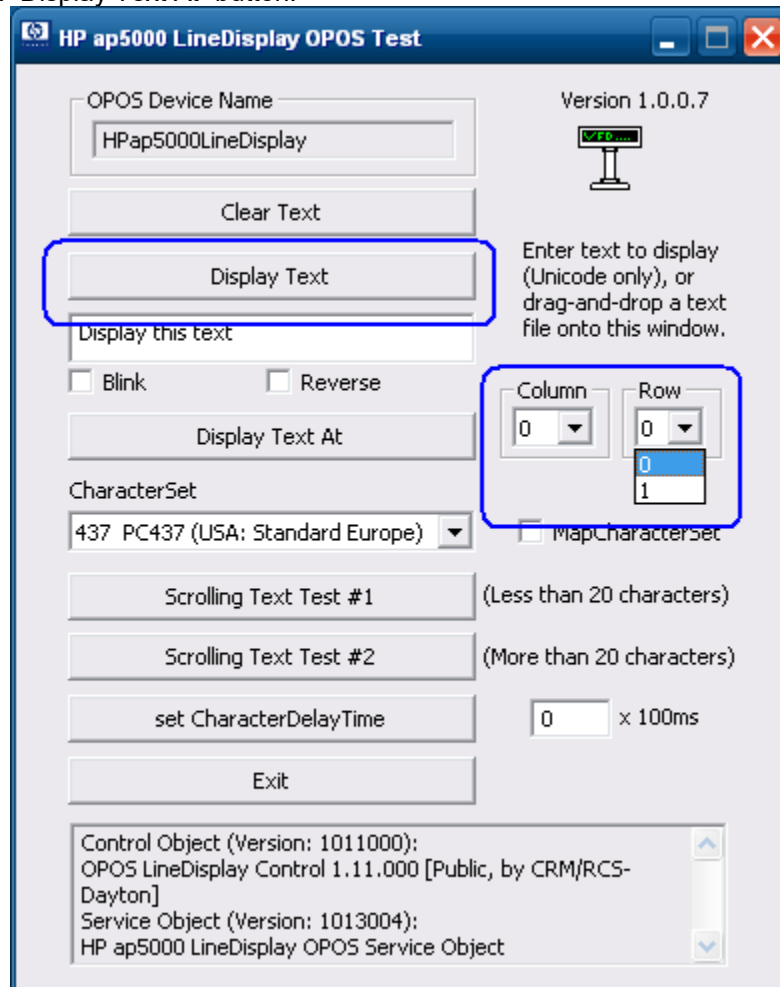 Display Text At" button.
HP ap5000 LineDisplay OPOS Test
OPOS Device Name
HPap5000LineDisplay
Version 1.0.0.7
Clear Text
Display Text
Enter text to display
(Unicode only), or
drag-and-drop a text
file onto this window.
Display this text
Blink
Reverse
Column
0
Row
0
0
1
Display Text At
CharacterSet
437 PC437 (USA: Standard Europe)
MapCharacterSet
Scrolling Text Test #1
(Less than 20 characters)
Scrolling Text Test #2
(More than 20 characters)
set CharacterDelayTime
0
x 100ms
Exit
Control Object (Version: 1011000):
OPOS LineDisplay Control 1.11.000 [Public, by CRM/RCS-
Dayton]
Service Object (Version: 1013004):
HP ap5000 LineDisplay OPOS Service Object